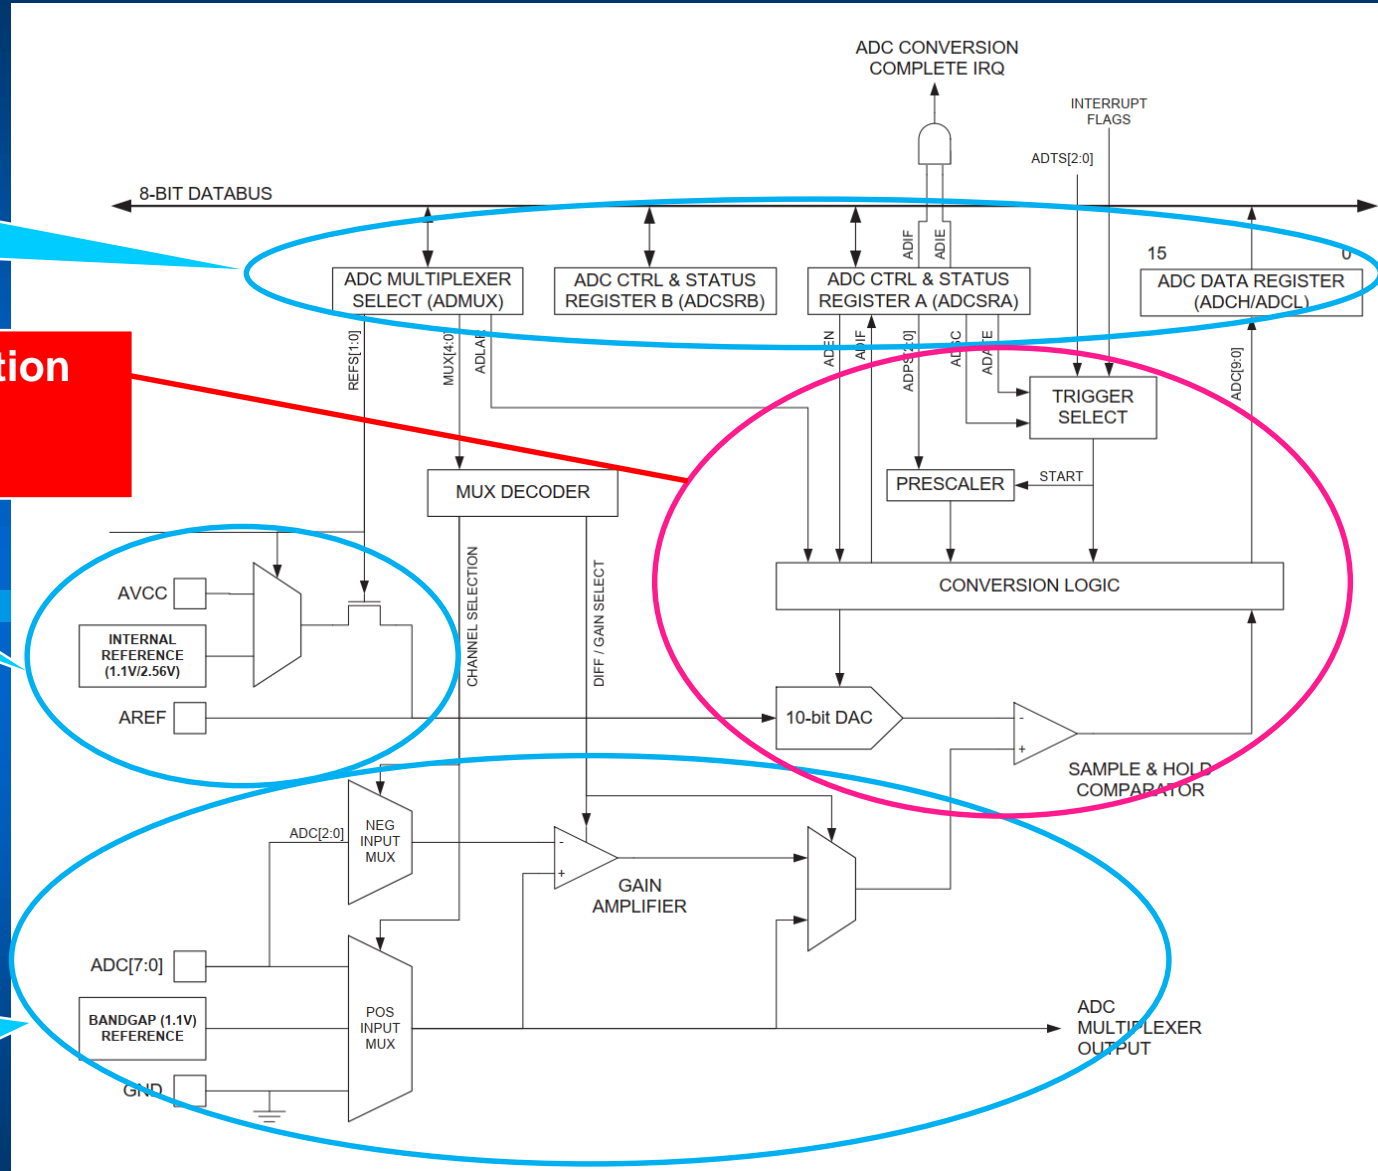 ADC CONVERSION
COMPLETE IRQ
INTERRUPT
FLAGS
ADTS[2:0]
8-BIT DATABUS
ADIF
ADIE
15
0
ADC MULTIPLEXER
SELECT (ADMUX)
ADC CTRL & STATUS
REGISTER B (ADCSRB)
ADC CTRL & STATUS
REGISTER A (ADCSRA)
ADC DATA REGISTER
(ADCH/ADCL)
REFS[1:0]
MUX[4:0]
ADLAR
ADEN
ADIF
ADPS[2:0]
ADSC
ADATE
ADC[9:0]
tion
TRIGGER
SELECT
MUX DECODER
PRESCALER
START
CHANNEL SELECTION
DIFF / GAIN SELECT
CONVERSION LOGIC
AVCC
INTERNAL
REFERENCE
(1.1V/2.56V)
AREF
10-bit DAC
-
+
SAMPLE & HOLD
COMPARATOR
ADC[2:0]
NEG
INPUT
MUX
-
+
GAIN
AMPLIFIER
ADC[7:0]
BANDGAP (1.1V)
REFERENCE
POS
INPUT
MUX
GND
ADC
MULTIPLEXER
OUTPUT